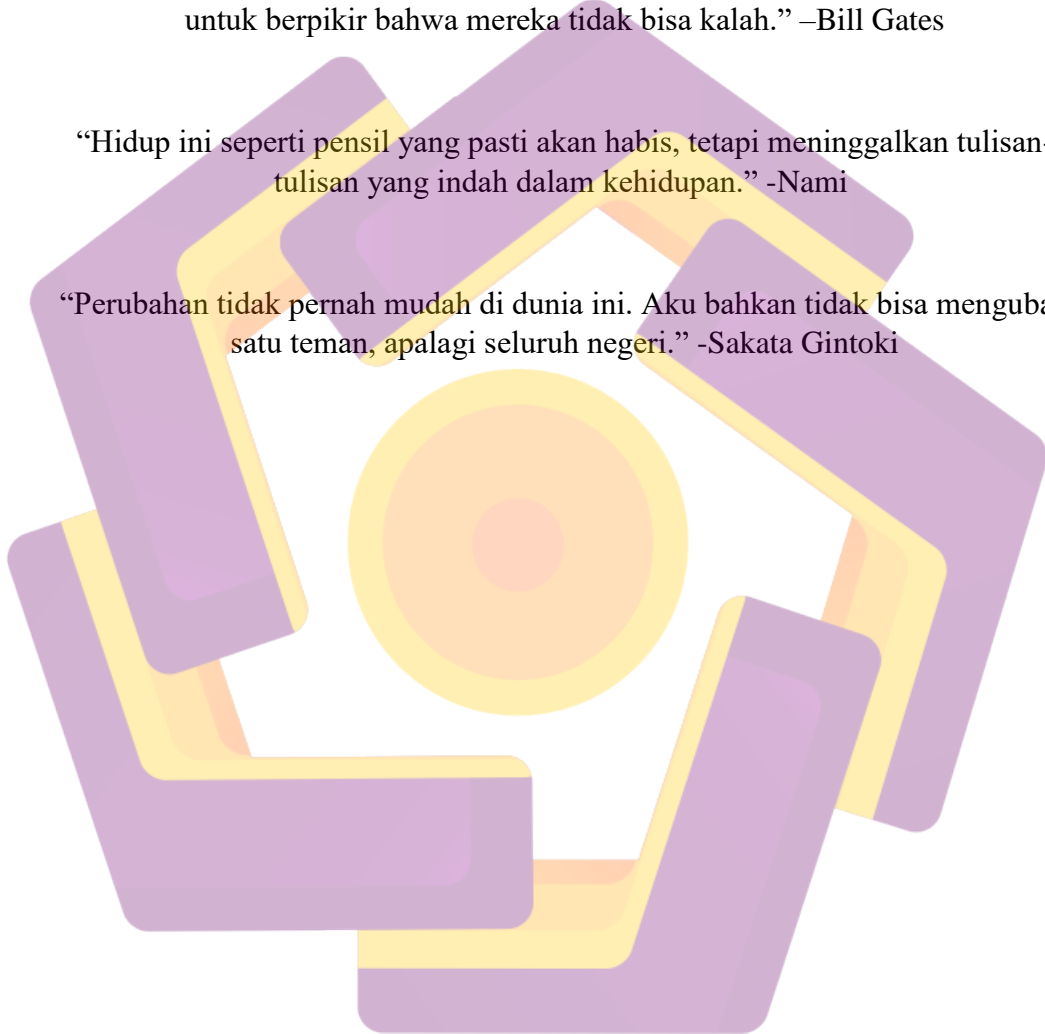 untuk berpikir bahwa mereka tidak bisa kalah.” –Bill Gates
“Hidup ini seperti pensil yang pasti akan habis, tetapi meninggalkan tulisan-
tulisan yang indah dalam kehidupan.” -Nami
“Perubahan tidak pernah mudah di dunia ini. Aku bahkan tidak bisa
satu teman, apalagi seluruh negeri.” -Sakata Gintoki